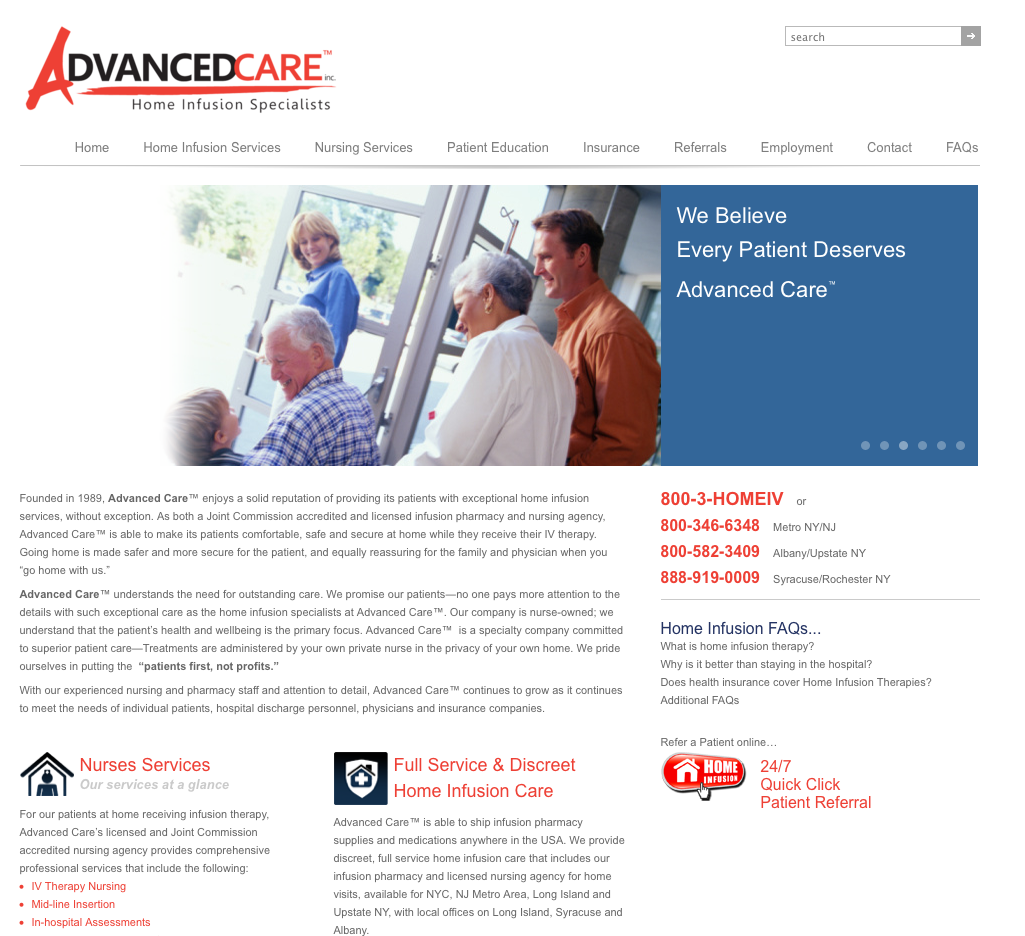 ADVANCEDCARE™ inc.
Home Infusion Specialists
search
Home Home Infusion Services Nursing Services Patient Education Insurance Referrals Employment Contact FAQs
We Believe
Every Patient Deserves
Advanced Care™
Founded in 1989, Advanced Care™ enjoys a solid reputation of providing its patients with exceptional home infusion
services, without exception. As both a Joint Commission accredited and licensed infusion pharmacy and nursing agency,
Advanced Care™ is able to make its patients comfortable, safe and secure at home while they receive their IV therapy.
Going home is made safer and more secure for the patient, and equally reassuring for the family and physician when you
“go home with us.”
Advanced Care™ understands the need for outstanding care. We promise our patients—no one pays more attention to the
details with such exceptional care as the home infusion specialists at Advanced Care™. Our company is nurse-owned; we
understand that the patient’s health and wellbeing is the primary focus. Advanced Care™ is a specialty company committed
to superior patient care—Treatments are administered by your own private nurse in the privacy of your own home. We pride
ourselves in putting the “patients first, not profits.”
With our experienced nursing and pharmacy staff and attention to detail, Advanced Care™ continues to grow as it continues
to meet the needs of individual patients, hospital discharge personnel, physicians and insurance companies.
800-3-HOMEIV or
800-346-6348 Metro NY/NJ
800-582-3409 Albany/Upstate NY
888-919-0009 Syracuse/Rochester NY
Home Infusion FAQs...
What is home infusion therapy?
Why is it better than staying in the hospital?
Does health insurance cover Home Infusion Therapies?
Additional FAQs
Refer a Patient online…
HOME
INFUSION
24/7
Quick Click
Patient Referral
Nurses Services
Our services at a glance
For our patients at home receiving infusion therapy,
Advanced Care’s licensed and Joint Commission
accredited nursing agency provides comprehensive
professional services that include the following:
• IV Therapy Nursing
• Mid-line Insertion
• In-hospital Assessments
Full Service & Discreet
Home Infusion Care
Advanced Care™ is able to ship infusion pharmacy
supplies and medications anywhere in the USA. We provide
discreet, full service home infusion care that includes our
infusion pharmacy and licensed nursing agency for home
visits, available for NYC, NJ Metro Area, Long Island and
Upstate NY, with local offices on Long Island, Syracuse and
Albany.